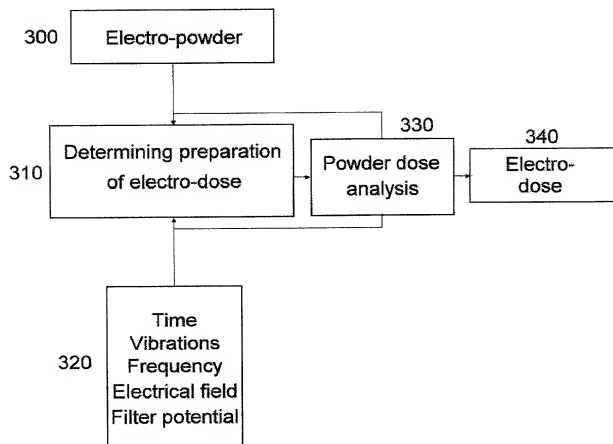 300
Electro-powder
310
Determining preparation
of electro-dose
330
Powder dose
analysis
340
Electro-
dose
320
Time
Vibrations
Frequency
Electrical field
Filter potential